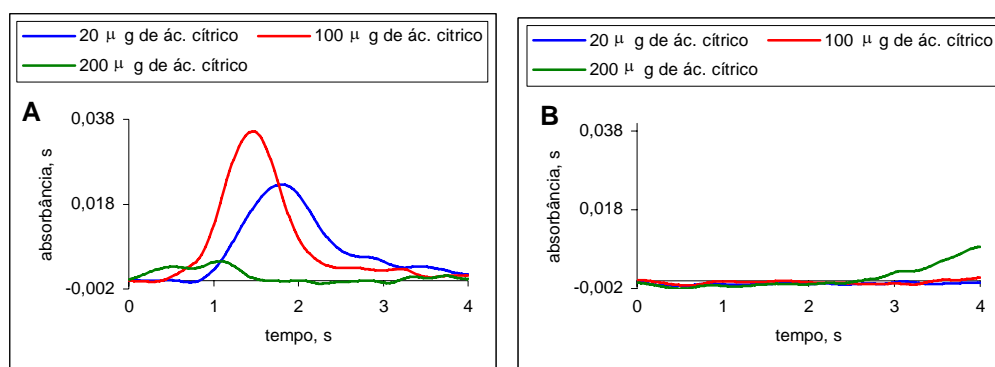 20 μ g de ác. cítrico
100 μ g de ác. citrico
200 μ g de ác. cítrico
A
0,038
0,018
-0,002
absorbância, s
0
1
2
3
4
tempo, s
20 μ g de ác. cítrico
100 μ g de ác. cítrico
200 μ g de ác. cítrico
B
0,038
0,018
-0,002
absorbância, s
0
1
2
3
4
tempo, s